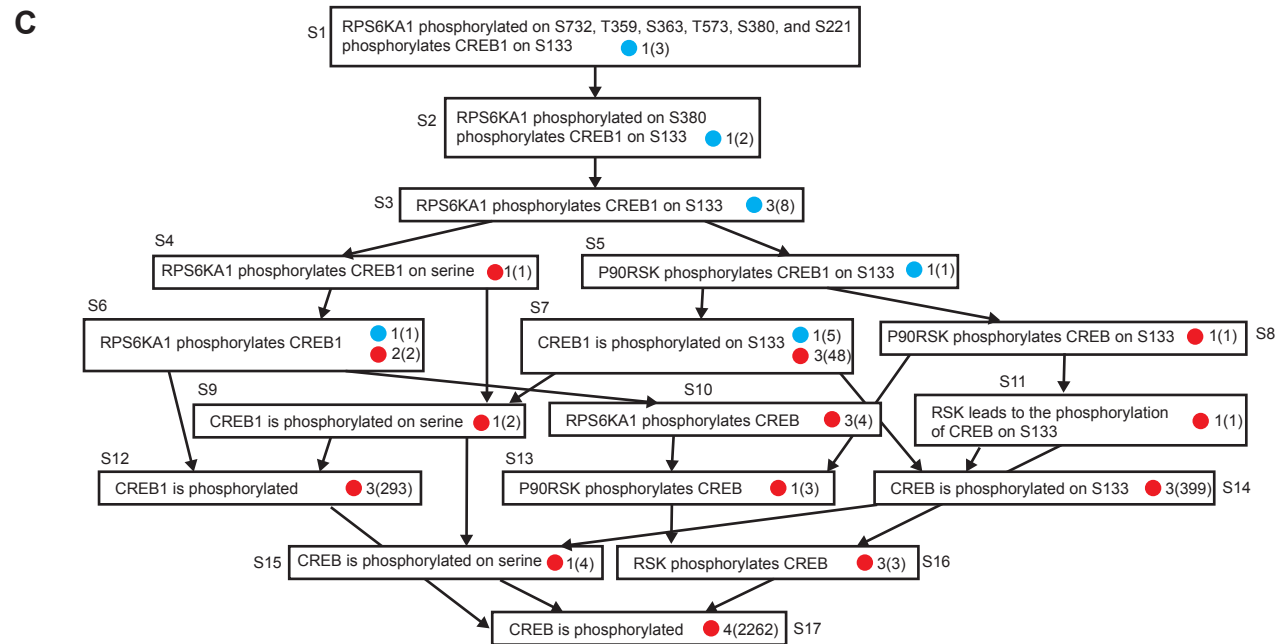 C
S1
RPS6KA1 phosphorylated on S732, T359, S363, T573, S380, and S221
phosphorylates CREB1 on S133
1(3)
S2
RPS6KA1 phosphorylated on S380
phosphorylates CREB1 on S133
1(2)
S3
RPS6KA1 phosphorylates CREB1 on S133
3(8)
S4
RPS6KA1 phosphorylates CREB1 on serine
1(1)
S5
P90RSK phosphorylates CREB1 on S133
1(1)
S6
RPS6KA1 phosphorylates CREB1
1(1)
2(2)
S7
CREB1 is phosphorylated on S133
1(5)
3(48)
P90RSK phosphorylates CREB on S133
1(1)
S8
S9
CREB1 is phosphorylated on serine
1(2)
S10
RPS6KA1 phosphorylates CREB
3(4)
S11
RSK leads to the phosphorylation
of CREB on S133
1(1)
S12
CREB1 is phosphorylated
3(293)
S13
P90RSK phosphorylates CREB
1(3)
CREB is phosphorylated on S133
3(399)
S14
S15
CREB is phosphorylated on serine
1(4)
RSK phosphorylates CREB
3(3)
S16
CREB is phosphorylated
4(2262)
S17